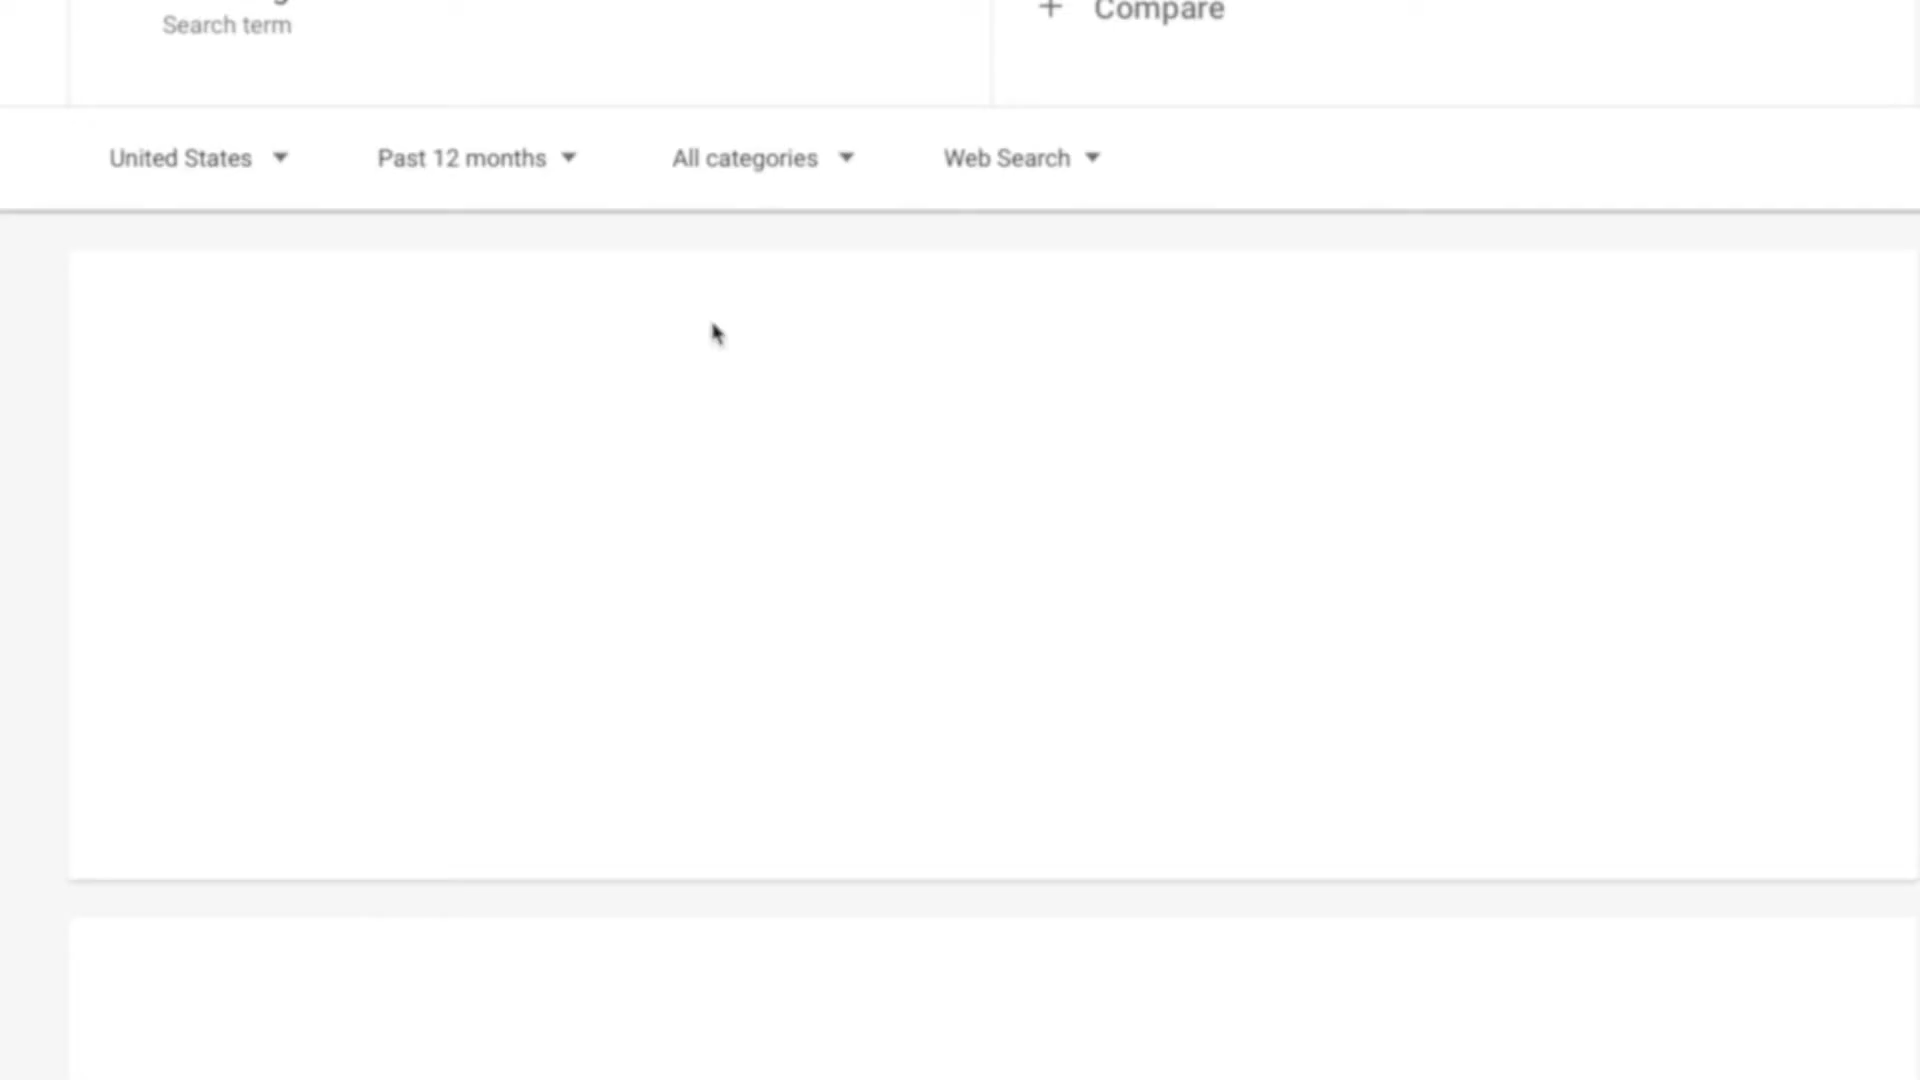 Search term
+ Compare
United States
Past 12 months
All categories
Web Search